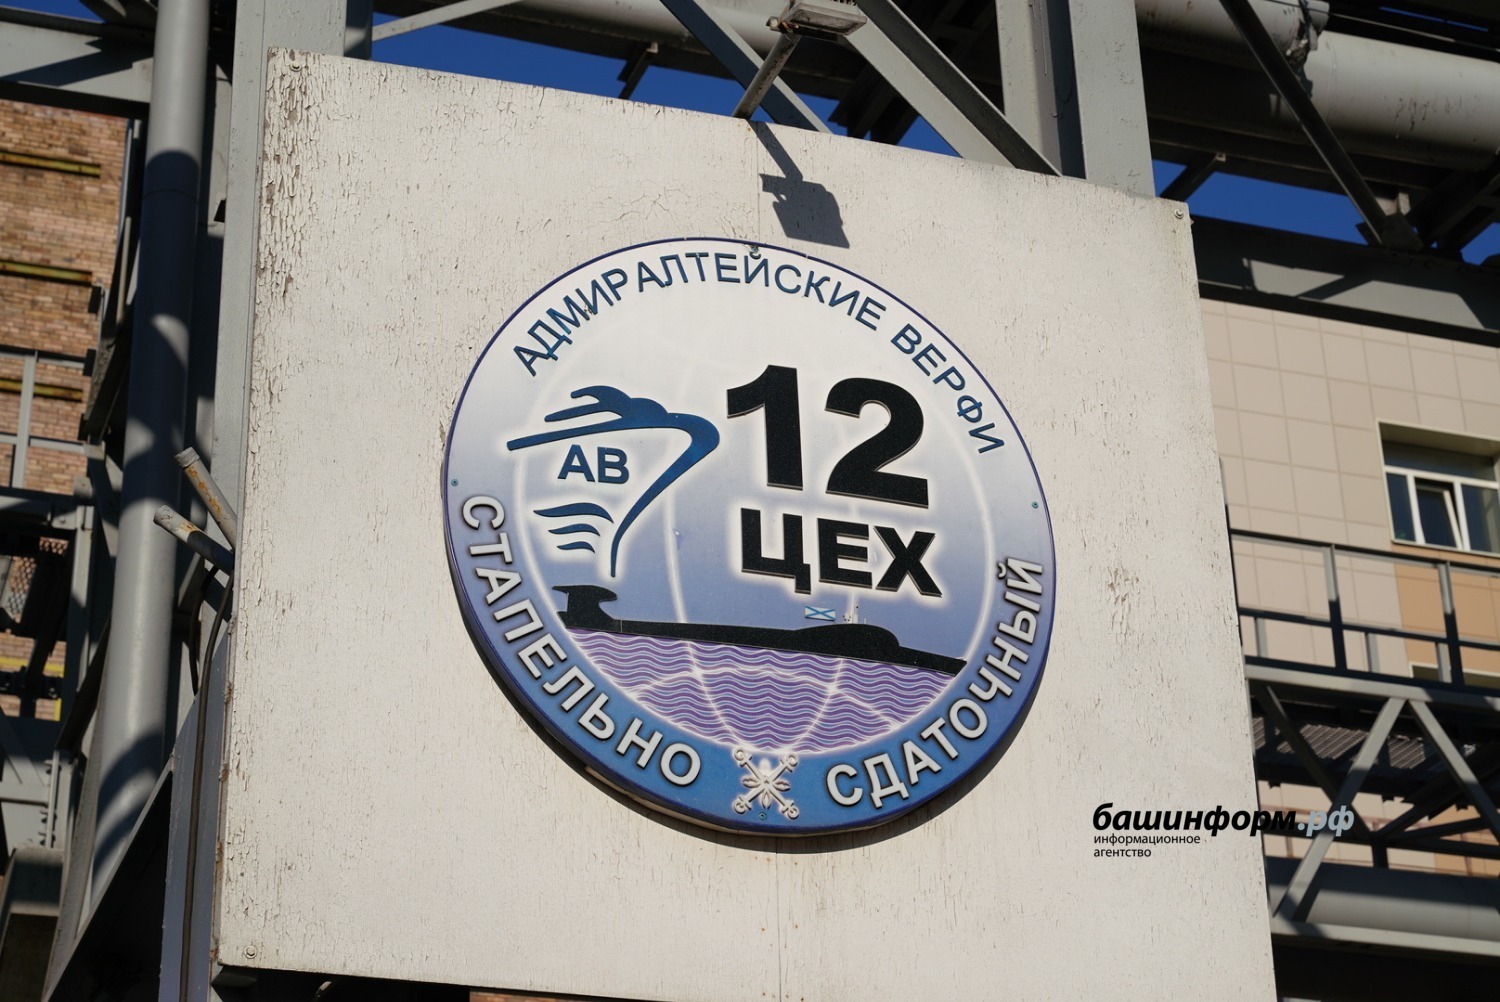 АДМИРАЛТЕЙСКИЕ ВЕРФИ
АВ
12
ЦЕХ
СТАПЕЛЬНО СДАТОЧНЫЙ
башинформ.рф
информационное
агентство